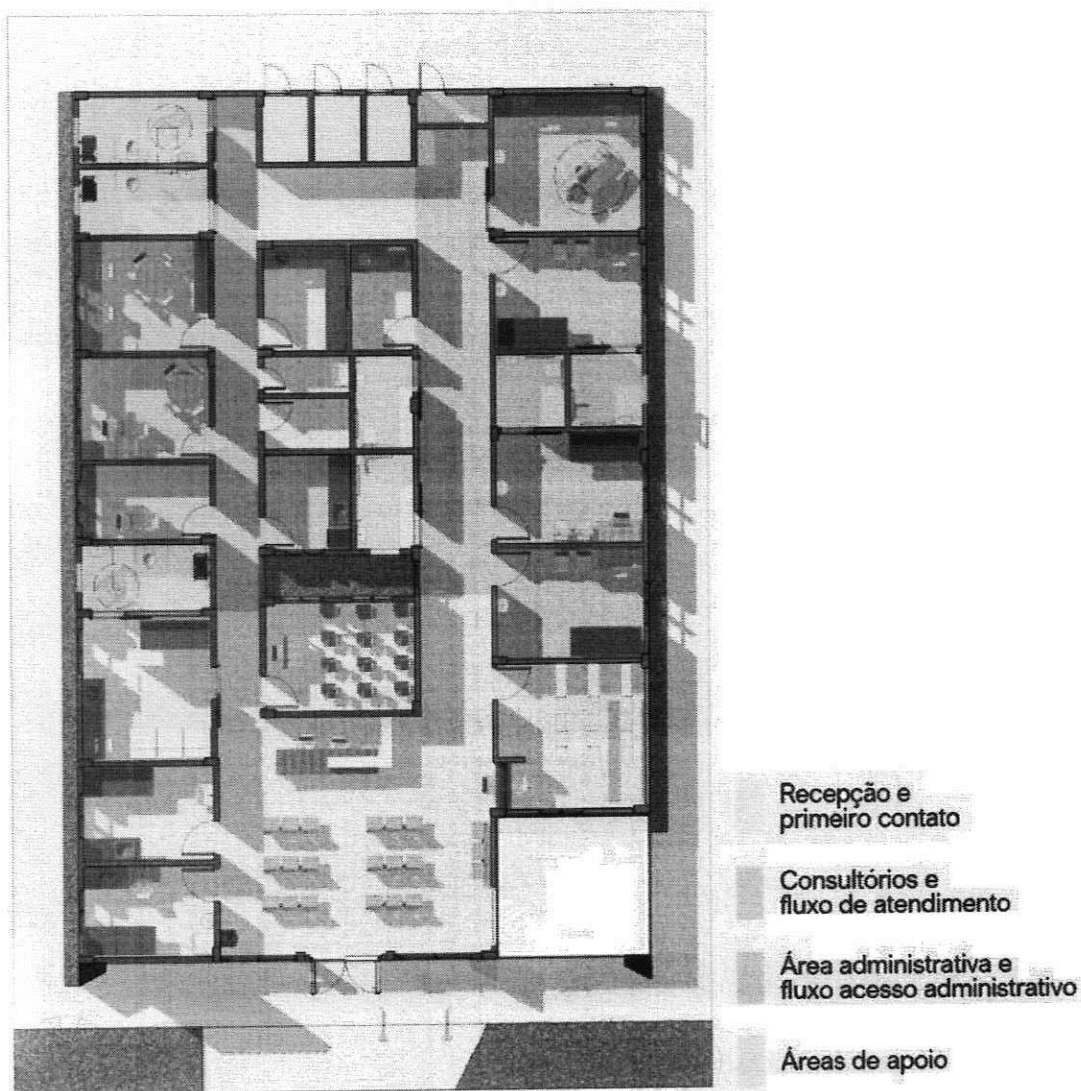 Recepção e
primeiro contato
Consultórios e
fluxo de atendimento
Área administrativa e
fluxo acesso administrativo
Áreas de apoio